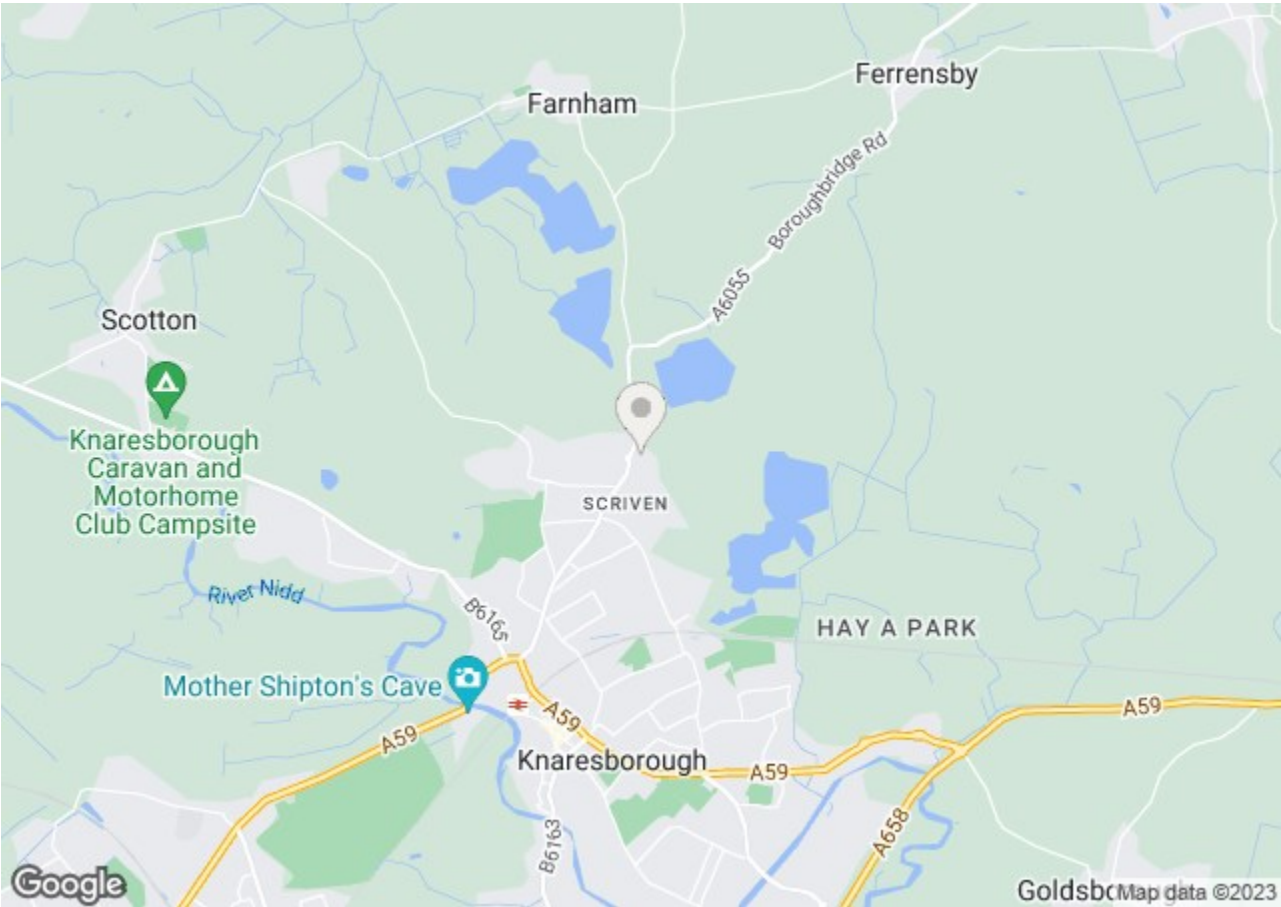 Ferrensby
Farnham
Boroughbridge Rd
A6055
Scotton
Knaresborough
Caravan and
Motorhome
Club Campsite
SCRIVEN
River Nidd
B6165
HAY A PARK
Mother Shipton's Cave
A59
A59
A59
Knaresborough
A59
B6163
A658
Google
Goldsbo
Map data ©2023